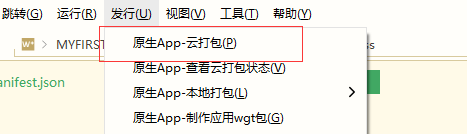 跳转(G) 运行(R) 发行(U) 视图(V) 工具(T) 帮助(Y)
MYFIRST 原生App-云打包(P) ss
anifest.json 原生App-查看云打包状态(V)
原生App-本地打包(L)
原生App-制作应用wgt包(G)